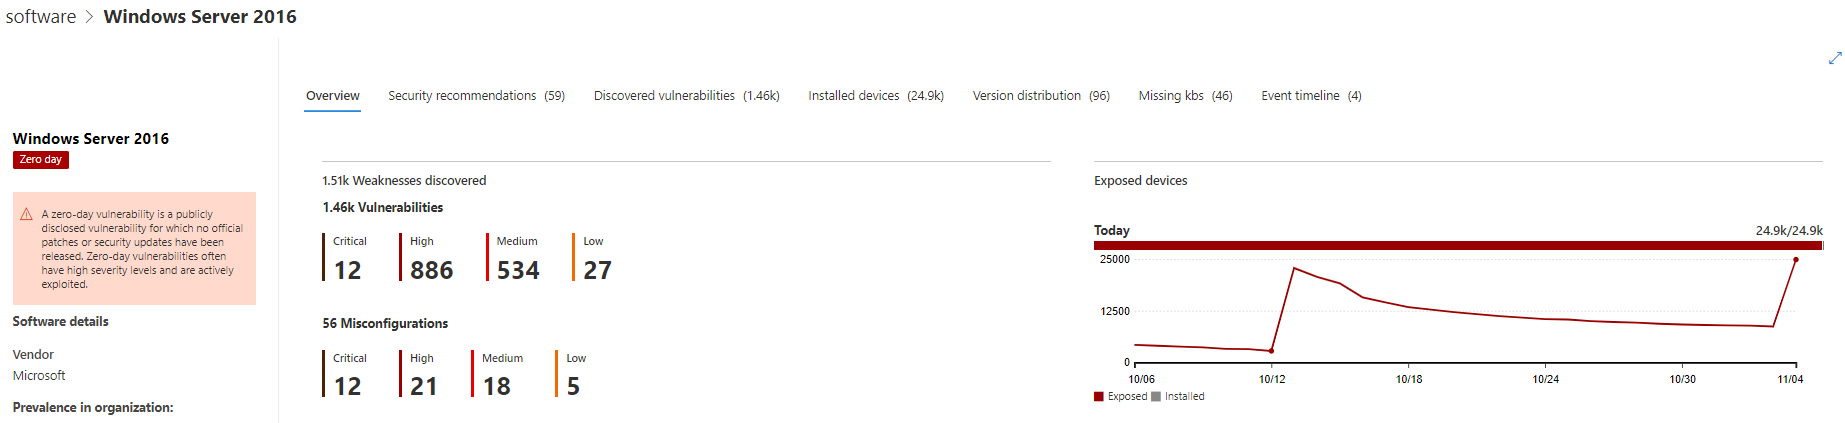 software > Windows Server 2016
Overview Security recommendations (59) Discovered vulnerabilities (1.46k) Installed devices (24.9k) Version distribution (96) Missing kbs (46) Event timeline (4)
Windows Server 2016
Zero day
A zero-day vulnerability is a publicly
disclosed vulnerability for which no official
patches or security updates have been
released. Zero-day vulnerabilities often
have high severity levels and are actively
exploited.
Software details
Vendor
Microsoft
Prevalence in organization:
1.51k Weaknesses discovered
1.46k Vulnerabilities
Critical High Medium Low
12 886 534 27
56 Misconfigurations
Critical High Medium Low
12 21 18 5
Exposed devices
Today 24.9k/24.9k
25000
12500
0
10/06 10/12 10/18 10/24 10/30 11/04
Exposed Installed